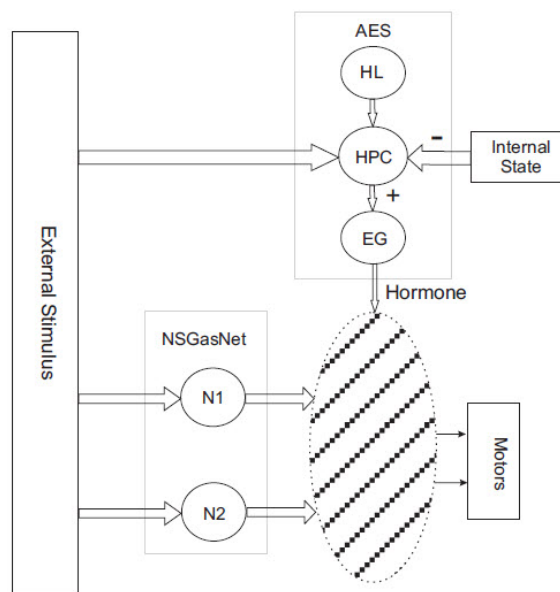 AES
HL
−
HPC
Internal
State
+
EG
Hormone
External Stimulus
NSGasNet
N1
N2
Motors